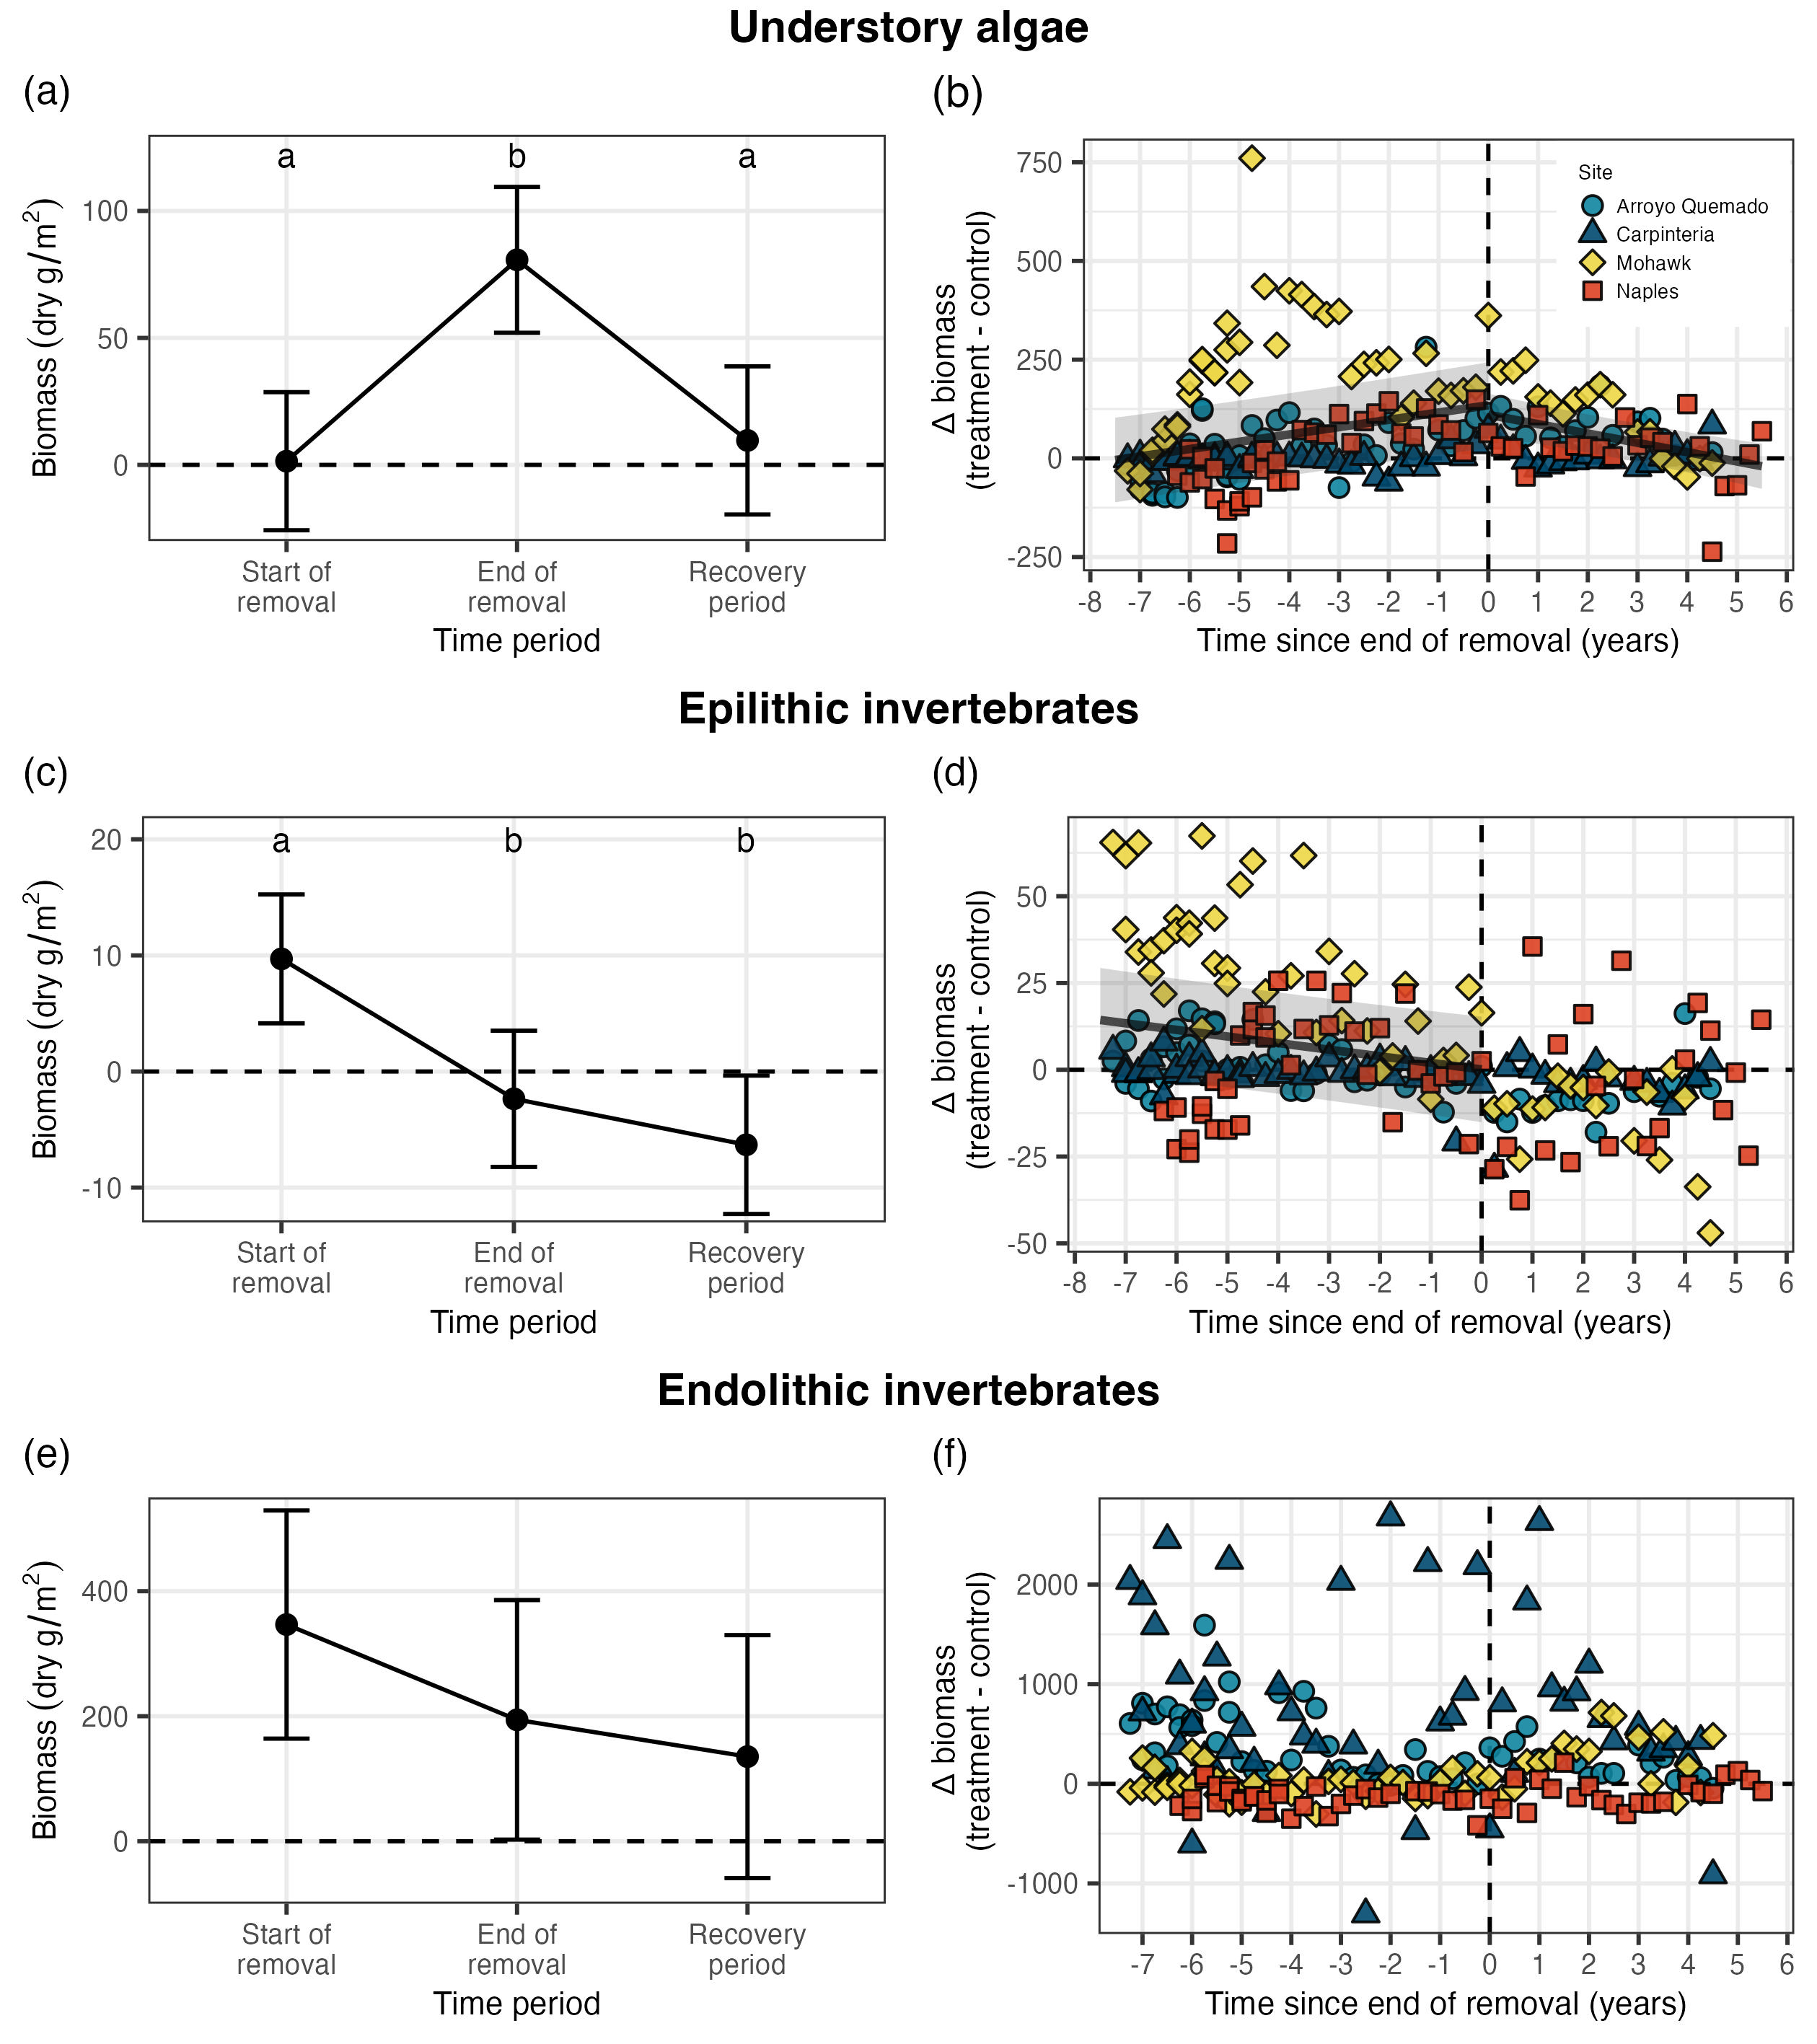 Understory algae
(a)
a b a
100
50
0
Biomass (dry g/m²)
Start of removal
End of removal
Recovery period
Time period
(b)
750
500
250
0
-250
Δ biomass
(treatment - control)
Site
Arroyo Quemado
Carpinteria
Mohawk
Naples
-8 -7 -6 -5 -4 -3 -2 -1 0 1 2 3 4 5 6
Time since end of removal (years)
Epilithic invertebrates
(c)
a b b
20
10
0
-10
Biomass (dry g/m²)
Start of removal
End of removal
Recovery period
Time period
(d)
50
25
0
-25
-50
Δ biomass
(treatment - control)
-8 -7 -6 -5 -4 -3 -2 -1 0 1 2 3 4 5 6
Time since end of removal (years)
Endolithic invertebrates
(e)
400
200
0
Biomass (dry g/m²)
Start of removal
End of removal
Recovery period
Time period
(f)
2000
1000
0
-1000
Δ biomass
(treatment - control)
-7 -6 -5 -4 -3 -2 -1 0 1 2 3 4 5 6
Time since end of removal (years)